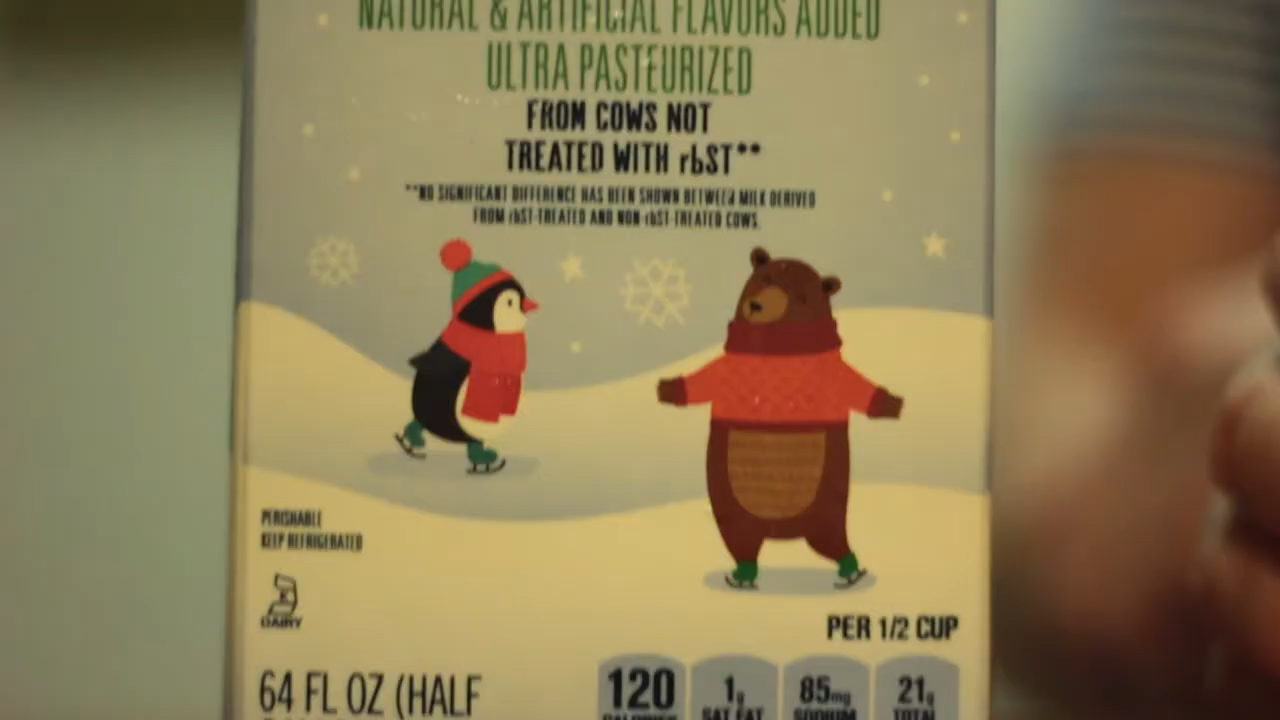 NATURAL & ARTIFICIAL FLAVORS ADDED
ULTRA PASTEURIZED
FROM COWS NOT
TREATED WITH rbST**
**NO SIGNIFICANT DIFFERENCE HAS BEEN SHOWN BETWEEN MILK DERIVED
FROM rbST-TREATED AND NON-rbST-TREATED COWS.
PERISHABLE
KEEP REFRIGERATED
DAIRY
PER 1/2 CUP
64 FL OZ (HALF
120 1g 85mg 21g
CALORIES SAT FAT SODIUM TOTAL